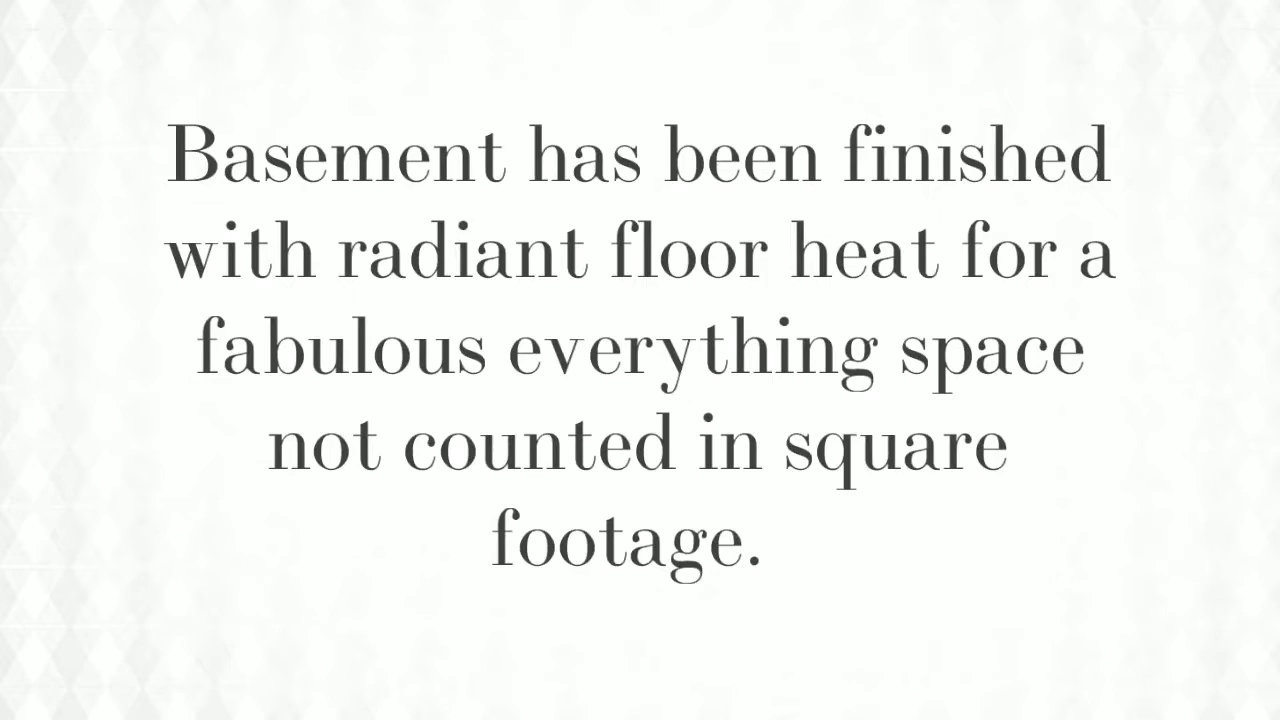 Basement has been finished
with radiant floor heat for a
fabulous everything space
not counted in square
footage.